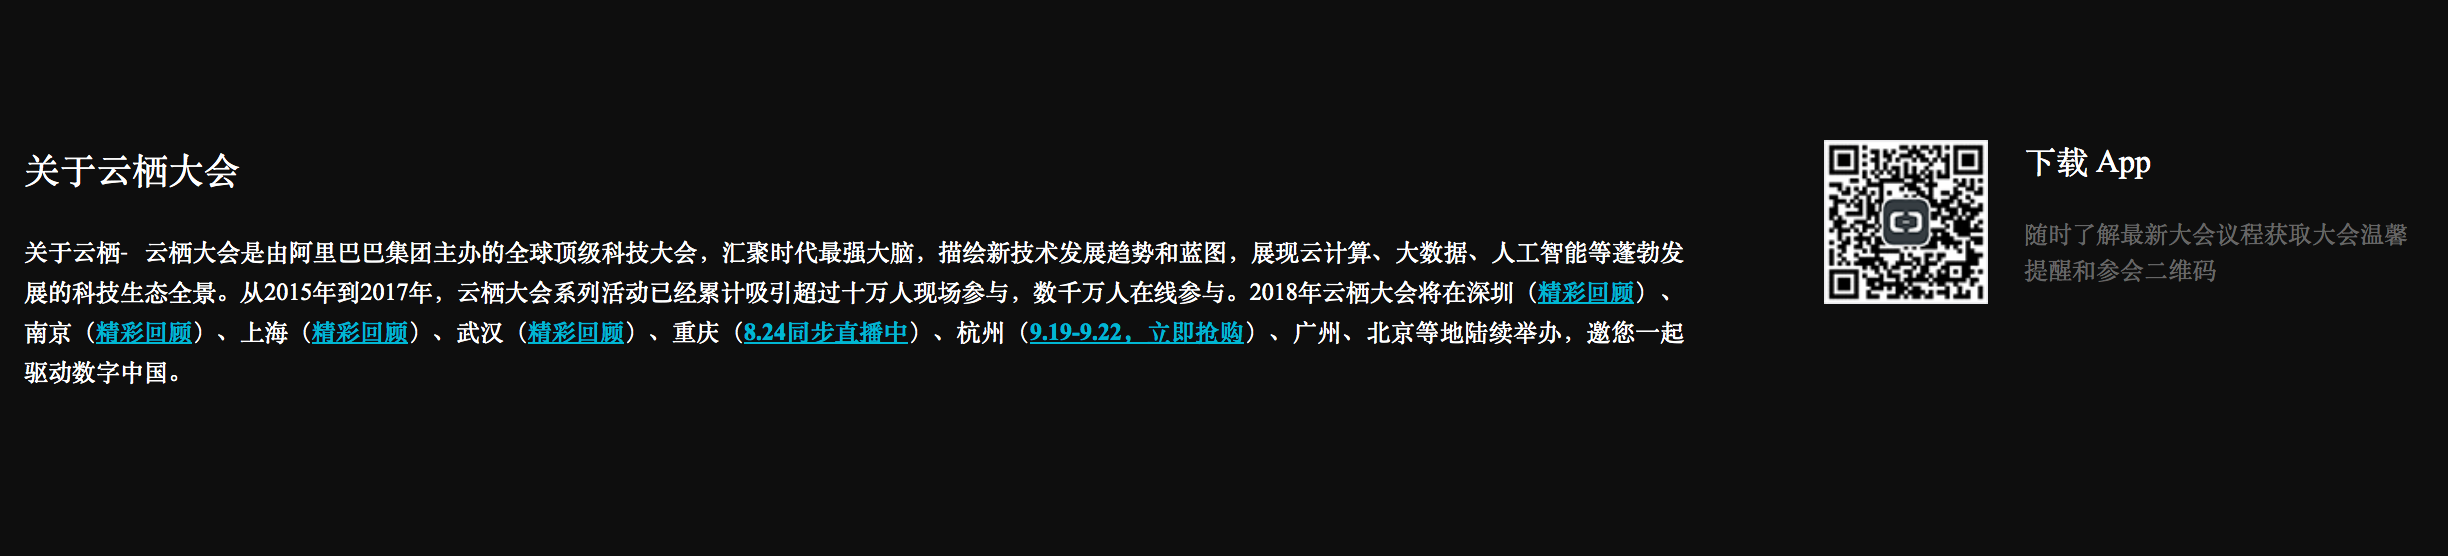 关于云栖大会
关于云栖- 云栖大会是由阿里巴巴集团主办的全球顶级科技大会，汇聚时代最强大脑，描绘新技术发展趋势和蓝图，展现云计算、大数据、人工智能等蓬勃发
展的科技生态全景。从2015年到2017年，云栖大会系列活动已经累计吸引超过十万人现场参与，数千万人在线参与。2018年云栖大会将在深圳（精彩回顾）、
南京（精彩回顾）、上海（精彩回顾）、武汉（精彩回顾）、重庆（8.24同步直播中）、杭州（9.19-9.22，立即抢购）、广州、北京等地陆续举办，邀您一起
驱动数字中国。
下载 App
随时了解最新大会议程获取大会温馨
提醒和参会二维码